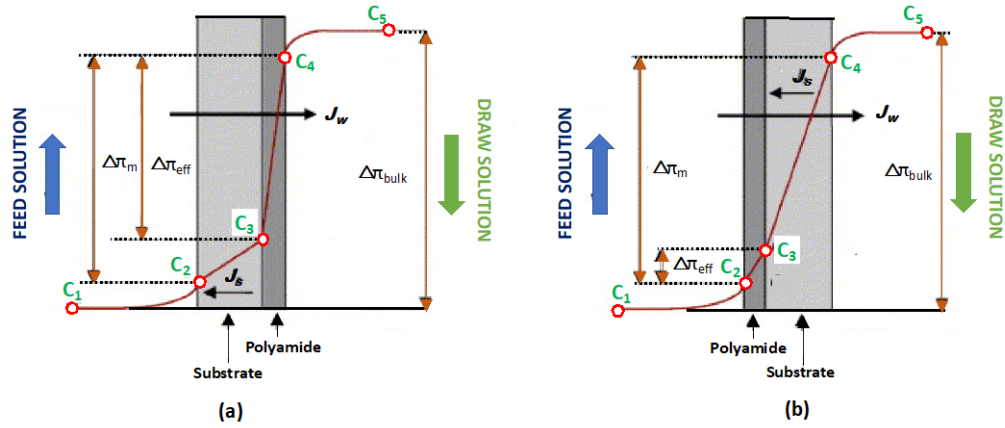 C5
C4
FEED SOLUTION
Δπm
Δπeff
Jw
Δπbulk
DRAW SOLUTION
C3
C2
Js
C1
Polyamide
Substrate
(a)
C5
C4
Js
FEED SOLUTION
Δπm
Jw
Δπbulk
DRAW SOLUTION
C3
Δπeff
C2
C1
Polyamide
Substrate
(b)